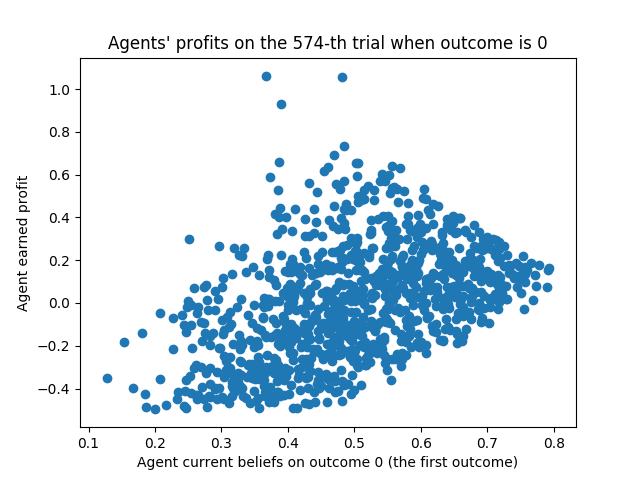 Agents' profits on the 574-th trial when outcome is 0
1.0
0.8
0.6
0.4
0.2
0.0
−0.2
−0.4
Agent earned profit
0.1 0.2 0.3 0.4 0.5 0.6 0.7 0.8
Agent current beliefs on outcome 0 (the first outcome)